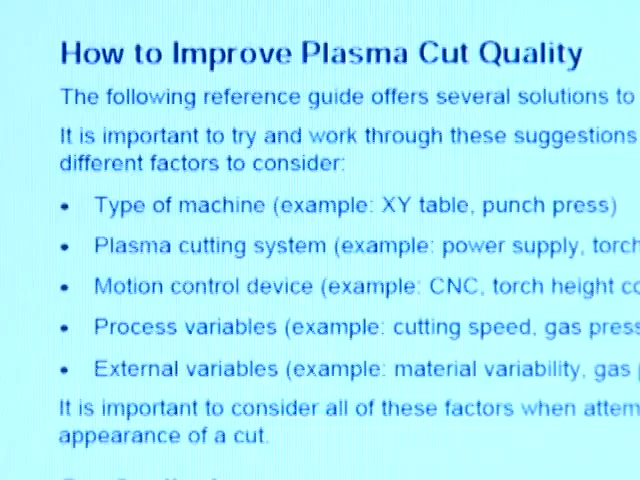 How to Improve Plasma Cut Quality
The following reference guide offers several solutions to
It is important to try and work through these suggestions
different factors to consider:
• Type of machine (example: XY table, punch press)
• Plasma cutting system (example: power supply, torch
• Motion control device (example: CNC, torch height co
• Process variables (example: cutting speed, gas press
• External variables (example: material variability, gas
It is important to consider all of these factors when attem
appearance of a cut.